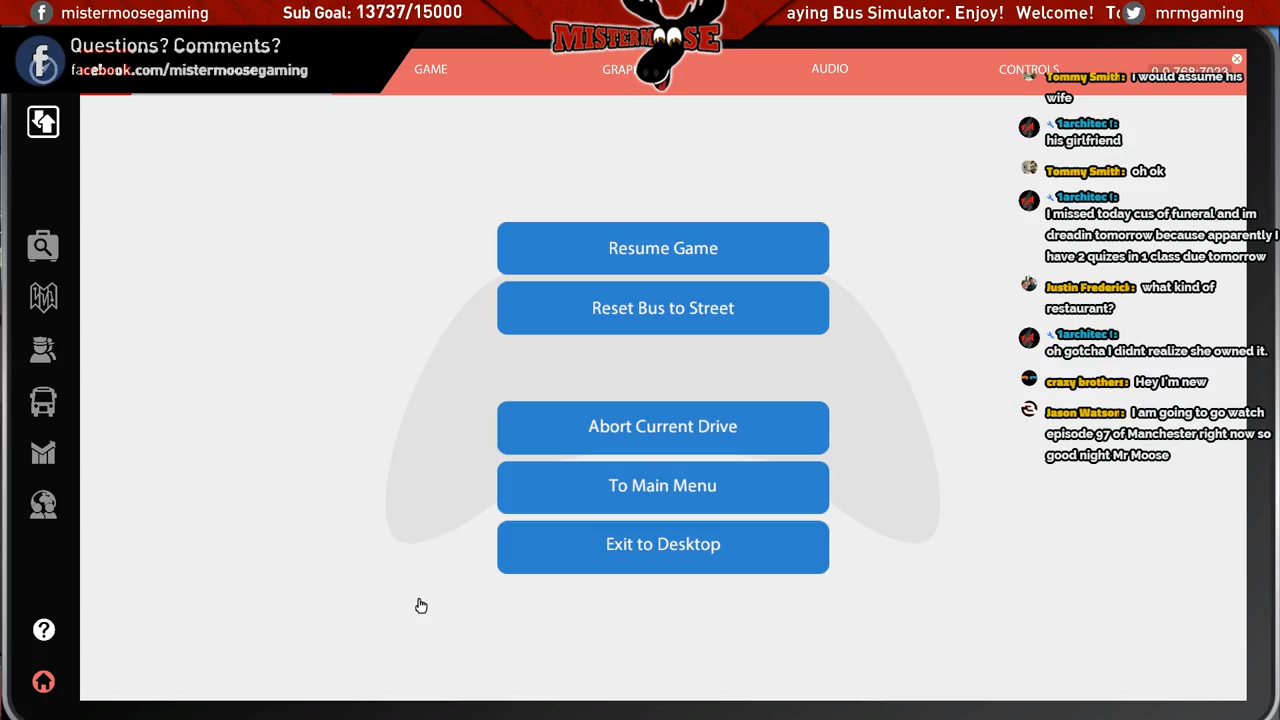 mistermoosegaming
Sub Goal: 13737/15000
MISTERMOOSE
aying Bus Simulator. Enjoy! Welcome!
mrmgaming
Questions? Comments?
facebook.com/mistermoosegaming
GAME
AUDIO
CONTROLS
Resume Game
Reset Bus to Street
Abort Current Drive
To Main Menu
Exit to Desktop
Tommy Smith: I would assume his
wife
1architec t:
his girlfriend
Tommy Smith: oh ok
1architec t:
I missed today cus of funeral and im
dreadin tomorrow because apparently I
have 2 quizes in 1 class due tomorrow
Justin Frederick: what kind of
restaurant?
1architec t:
oh gotcha I didnt realize she owned it.
crazy brothers: Hey I'm new
Jason Watson: I am going to go watch
episode 97 of Manchester right now so
good night Mr Moose